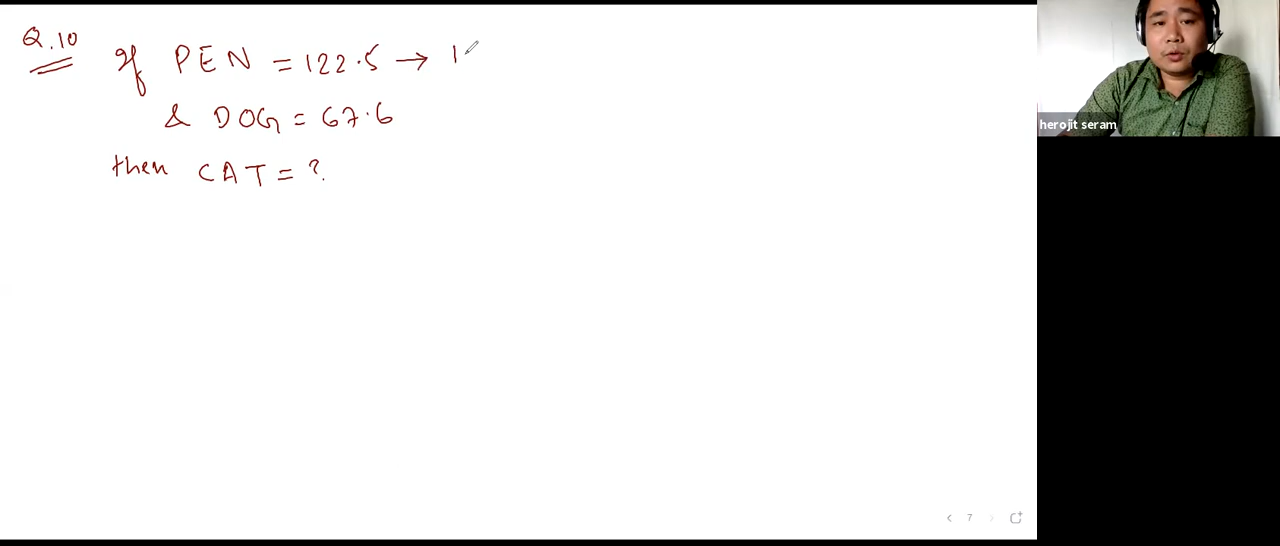 Q.10
If PEN = 122.5 → 1
& DOG = 67.6
then CAT = ?
herojit seram
7